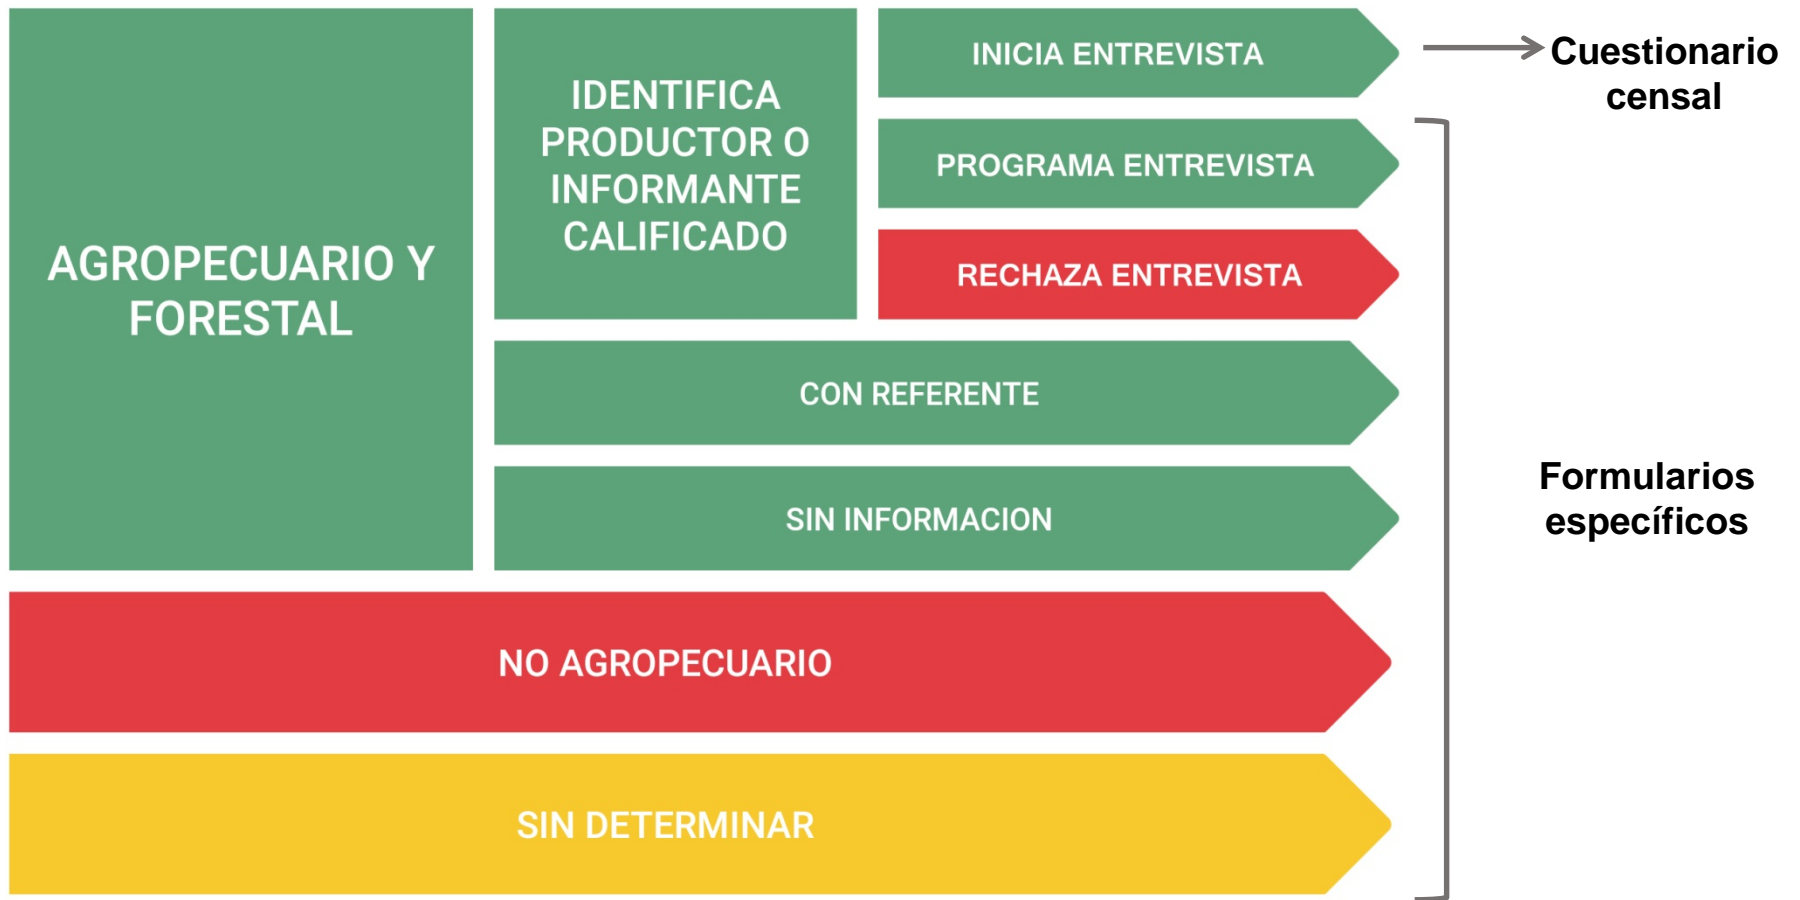 AGROPECUARIO Y
FORESTAL
IDENTIFICA
PRODUCTOR O
INFORMANTE
CALIFICADO
INICIA ENTREVISTA
PROGRAMA ENTREVISTA
RECHAZA ENTREVISTA
CON REFERENTE
SIN INFORMACION
NO AGROPECUARIO
SIN DETERMINAR
Cuestionario
censal
Formularios
específicos